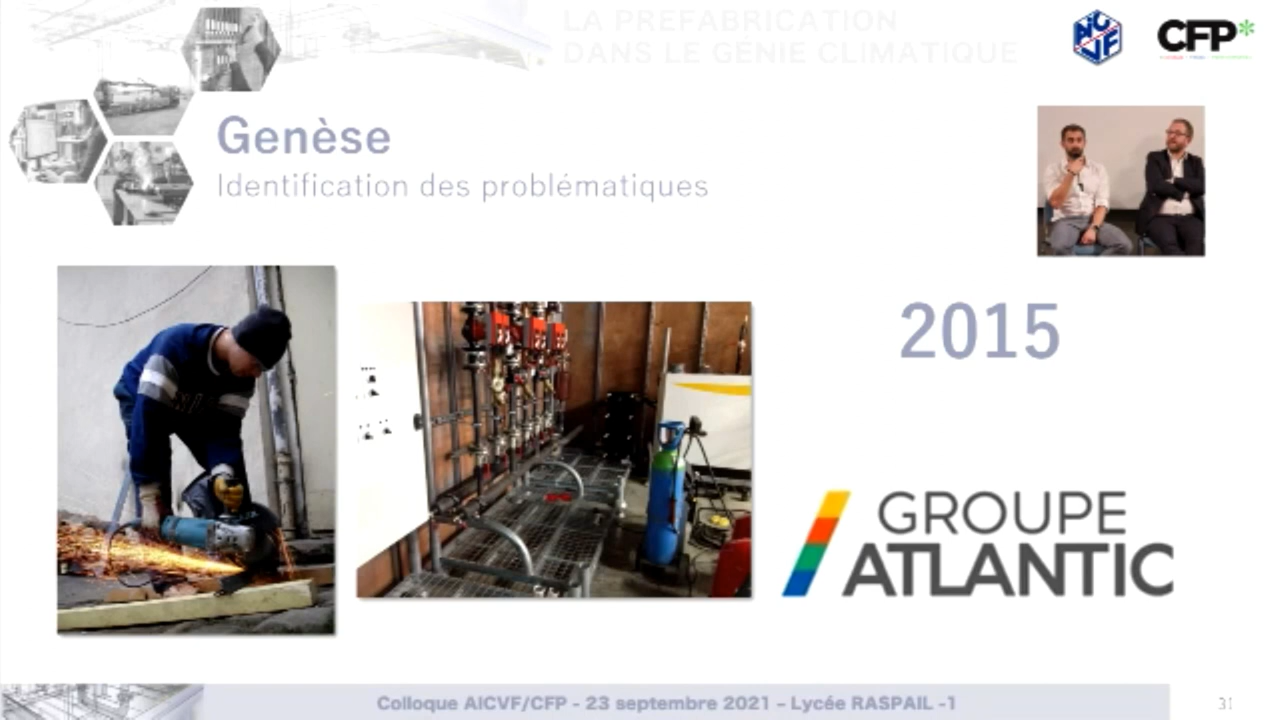 LA PREFABRICATION
DANS LE GÉNIE CLIMATIQUE
CFP*
Genèse
Identification des problématiques
2015
GROUPE
ATLANTIC
Colloque AICVF/CFP - 23 septembre 2021 – Lycée RASPAIL -1
31